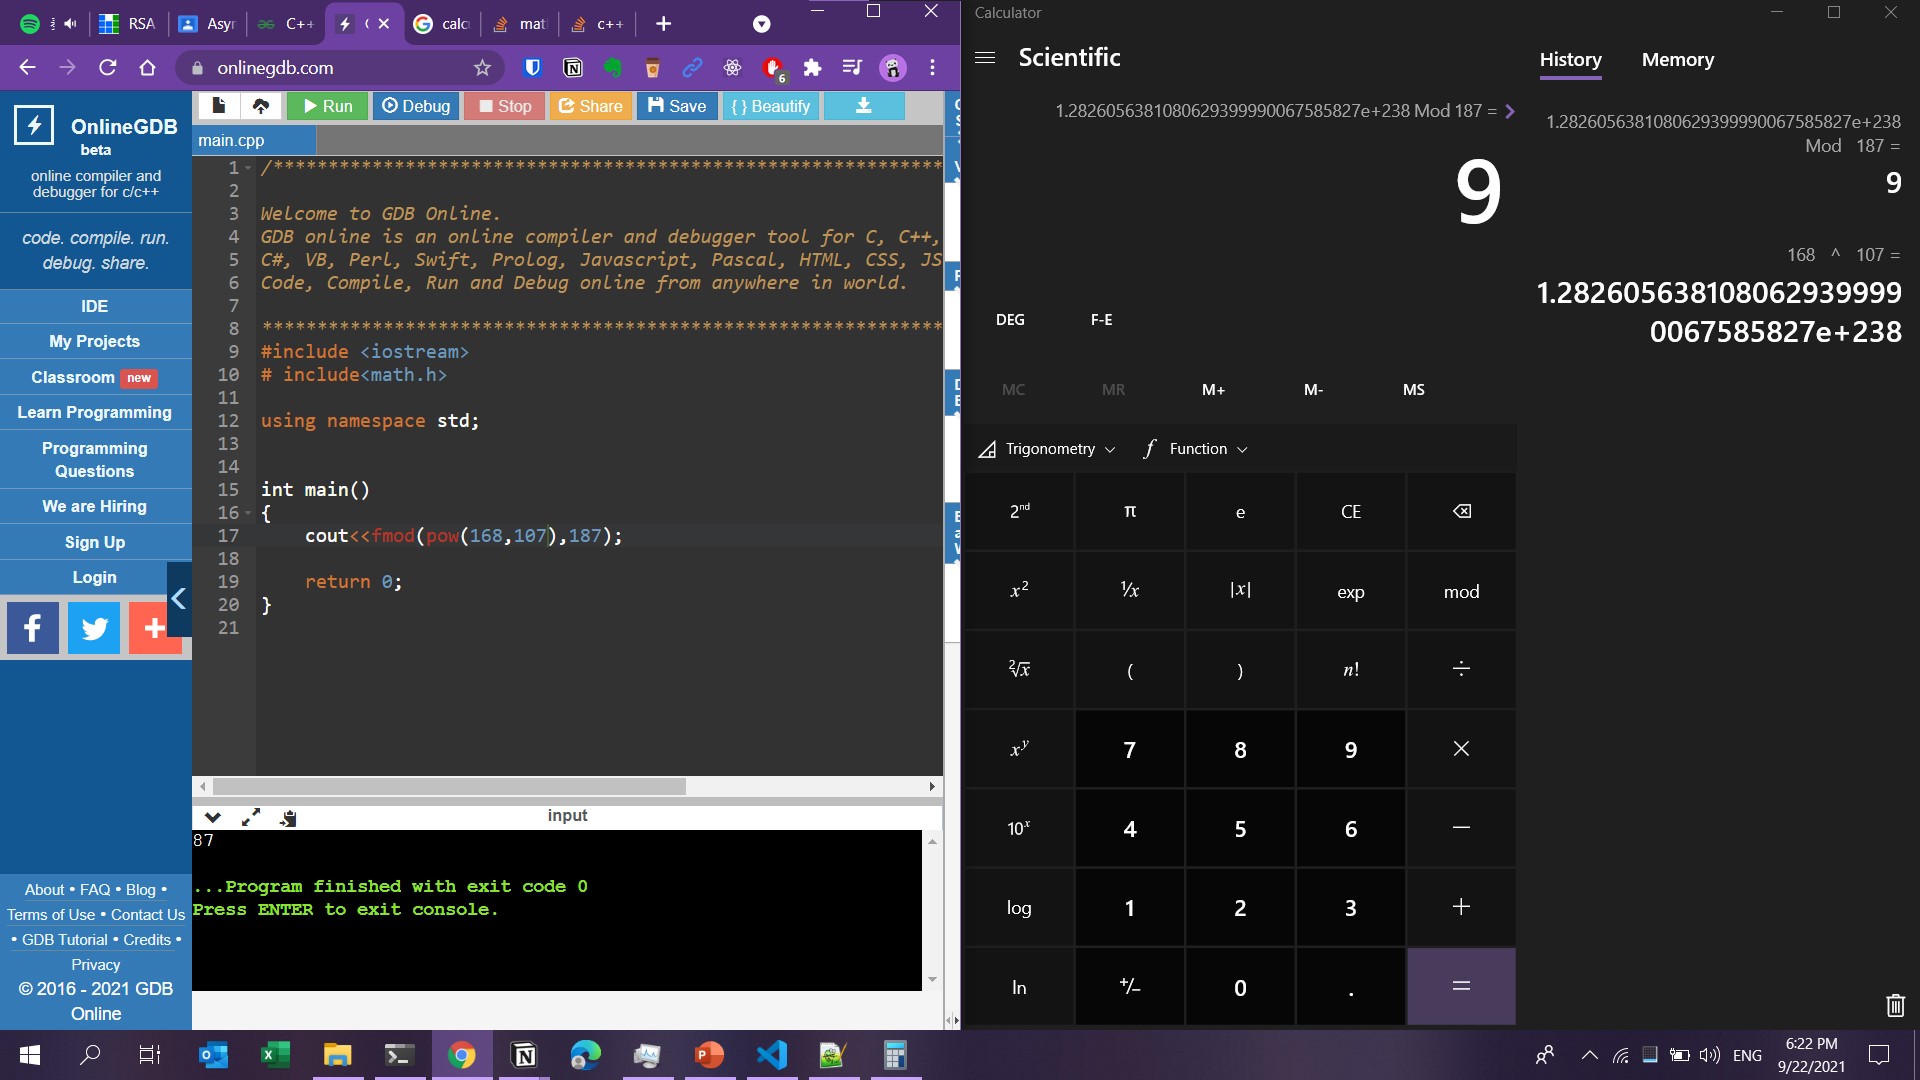 RSA
Asyr
C++
calc
mat
c++
onlinegdb.com
6
OnlineGDB
beta
online compiler and
debugger for c/c++
code. compile. run.
debug. share.
IDE
My Projects
Classroom new
Learn Programming
Programming
Questions
We are Hiring
Sign Up
Login
About • FAQ • Blog •
Terms of Use • Contact Us
• GDB Tutorial • Credits •
Privacy
© 2016 - 2021 GDB
Online
Run
Debug
Stop
Share
Save
{ } Beautify
main.cpp
1 /**************************************************************
2
3 Welcome to GDB Online.
4 GDB online is an online compiler and debugger tool for C, C++,
5 C#, VB, Perl, Swift, Prolog, Javascript, Pascal, HTML, CSS, JS
6 Code, Compile, Run and Debug online from anywhere in world.
7
8 **************************************************************
9 #include <iostream>
10 # include<math.h>
11
12 using namespace std;
13
14
15 int main()
16 {
17 cout<<fmod(pow(168,107),187);
18
19 return 0;
20 }
21
input
87
...Program finished with exit code 0
Press ENTER to exit console.
Calculator
Scientific
1.2826056381080629399990067585827e+238 Mod 187 =
9
DEG
F-E
MC
MR
M+
M-
MS
Trigonometry
f Function
2nd
π
e
CE
x2
1/x
|x|
exp
mod
2√x
(
)
n!
÷
xy
7
8
9
×
10x
4
5
6
−
log
1
2
3
+
ln
+/−
0
.
=
History
Memory
1.2826056381080629399990067585827e+238
Mod 187 =
9
168 ^ 107 =
1.282605638108062939999
0067585827e+238
ENG
6:22 PM
9/22/2021